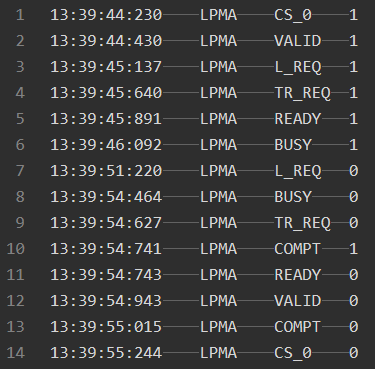 1 13:39:44:230 LPMA CS_0 1
2 13:39:44:430 LPMA VALID 1
3 13:39:45:137 LPMA L_REQ 1
4 13:39:45:640 LPMA TR_REQ 1
5 13:39:45:891 LPMA READY 1
6 13:39:46:092 LPMA BUSY 1
7 13:39:51:220 LPMA L_REQ 0
8 13:39:54:464 LPMA BUSY 0
9 13:39:54:627 LPMA TR_REQ 0
10 13:39:54:741 LPMA COMPT 1
11 13:39:54:743 LPMA READY 0
12 13:39:54:943 LPMA VALID 0
13 13:39:55:015 LPMA COMPT 0
14 13:39:55:244 LPMA CS_0 0